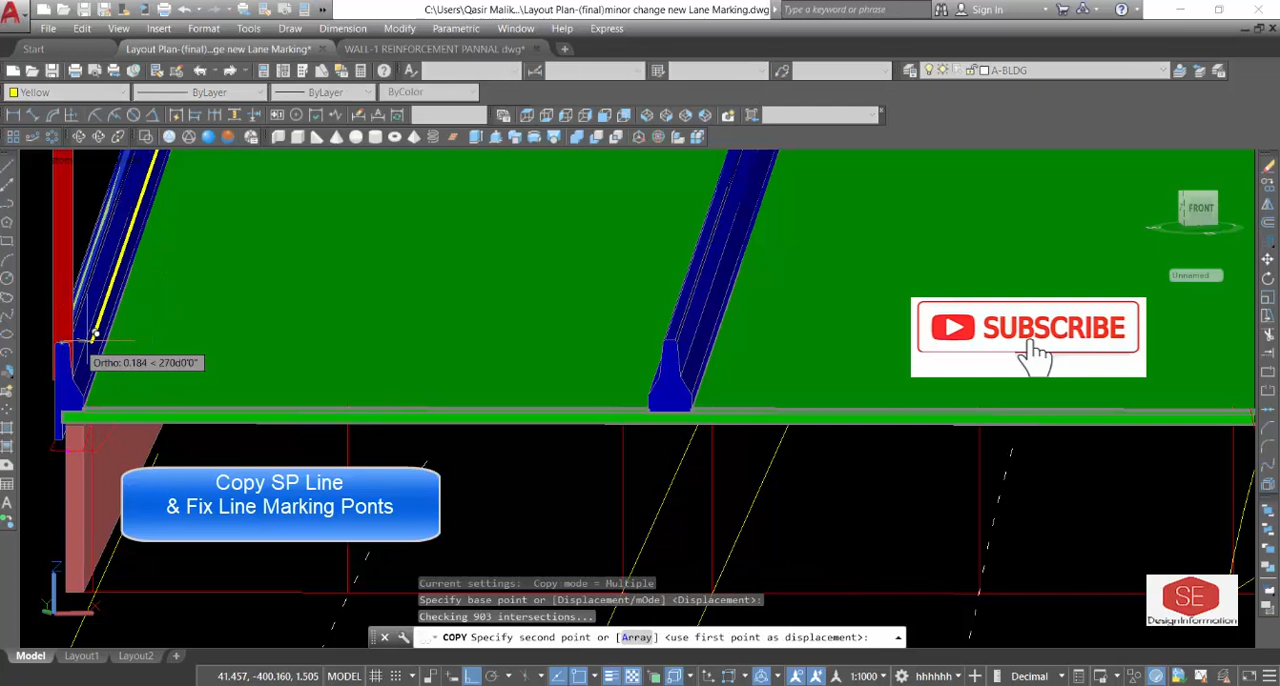 C:\Users\Qasir Malik...\Layout Plan-(final)minor change new Lane Marking.dwg
Type a keyword or phrase
Sign In
File Edit View Insert Format Tools Draw Dimension Modify Parametric Window Help Express
Start
Layout Plan-(final)...ge new Lane Marking*
WALL-1 REINFORCEMENT PANNAL dwg*
A-BLDG
Yellow
ByLayer
ByLayer
ByColor
FRONT
Unnamed
SUBSCRIBE
Ortho: 0.184 < 270d0'0"
Copy SP Line
& Fix Line Marking Ponts
Z
X
Current settings: Copy mode = Multiple
Specify base point or [Displacement/mOde] <Displacement>:
Checking 903 intersections...
COPY Specify second point or [Array] <use first point as displacement>:
SE
DesignInformation
Model Layout1 Layout2 +
41.457, -400.160, 1.505 MODEL
1:1000
hhhhhh
Decimal